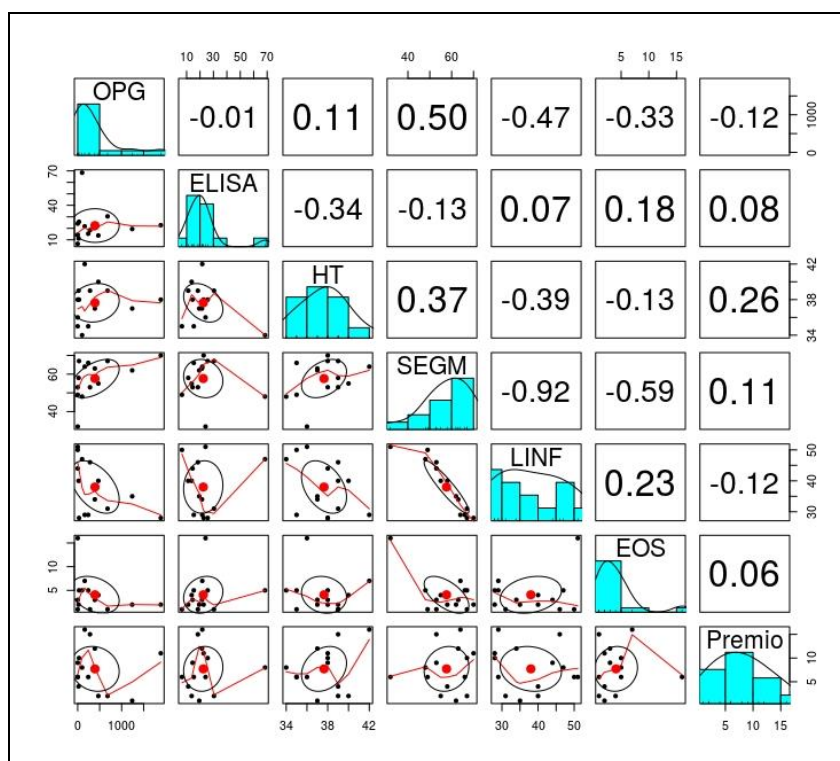 10 30 50 70 40 60 5 10 15
OPG -0.01 0.11 0.50 -0.47 -0.33 -0.12 0 1000
10 40 70 ELISA -0.34 -0.13 0.07 0.18 0.08
HT 0.37 -0.39 -0.13 0.26 34 38 42
40 60 SEGM -0.92 -0.59 0.11
LINF 0.23 -0.12 30 40 50
5 10 EOS 0.06
Premio 5 10
0 1000 34 38 42 30 40 50 5 10 15